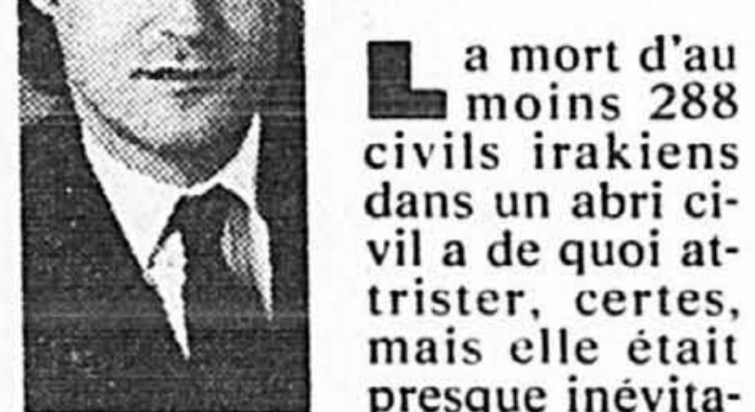 La mort d'au
moins 288
civils irakiens
dans un abri ci-
vil a de quoi at-
trister, certes,
mais elle était
presque inévita-